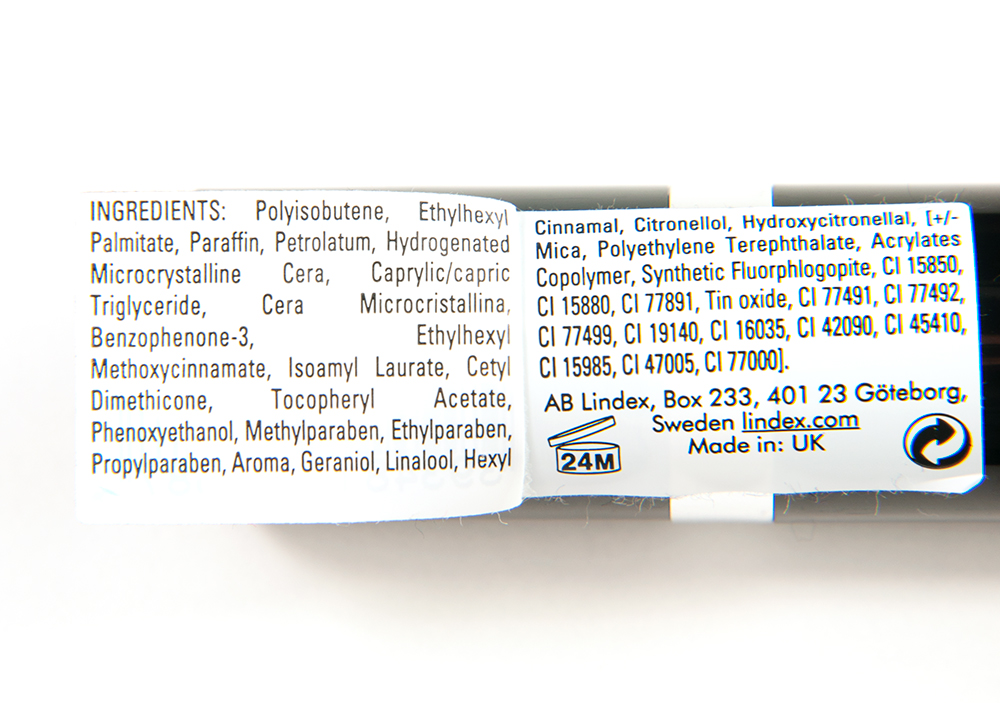 INGREDIENTS: Polyisobutene, Ethylhexyl
Palmitate, Paraffin, Petrolatum, Hydrogenated
Microcrystalline Cera, Caprylic/capric
Triglyceride, Cera Microcristallina,
Benzophenone-3, Ethylhexyl
Methoxycinnamate, Isoamyl Laurate, Cetyl
Dimethicone, Tocopheryl Acetate,
Phenoxyethanol, Methylparaben, Ethylparaben,
Propylparaben, Aroma, Geraniol, Linalool, Hexyl
Cinnamal, Citronellol, Hydroxycitronellal, [+/-
Mica, Polyethylene Terephthalate, Acrylates
Copolymer, Synthetic Fluorphlogopite, CI 15850,
CI 15880, CI 77891, Tin oxide, CI 77491, CI 77492,
CI 77499, CI 19140, CI 16035, CI 42090, CI 45410,
CI 15985, CI 47005, CI 77000].
AB Lindex, Box 233, 401 23 Göteborg,
Sweden lindex.com
Made in: UK
24M